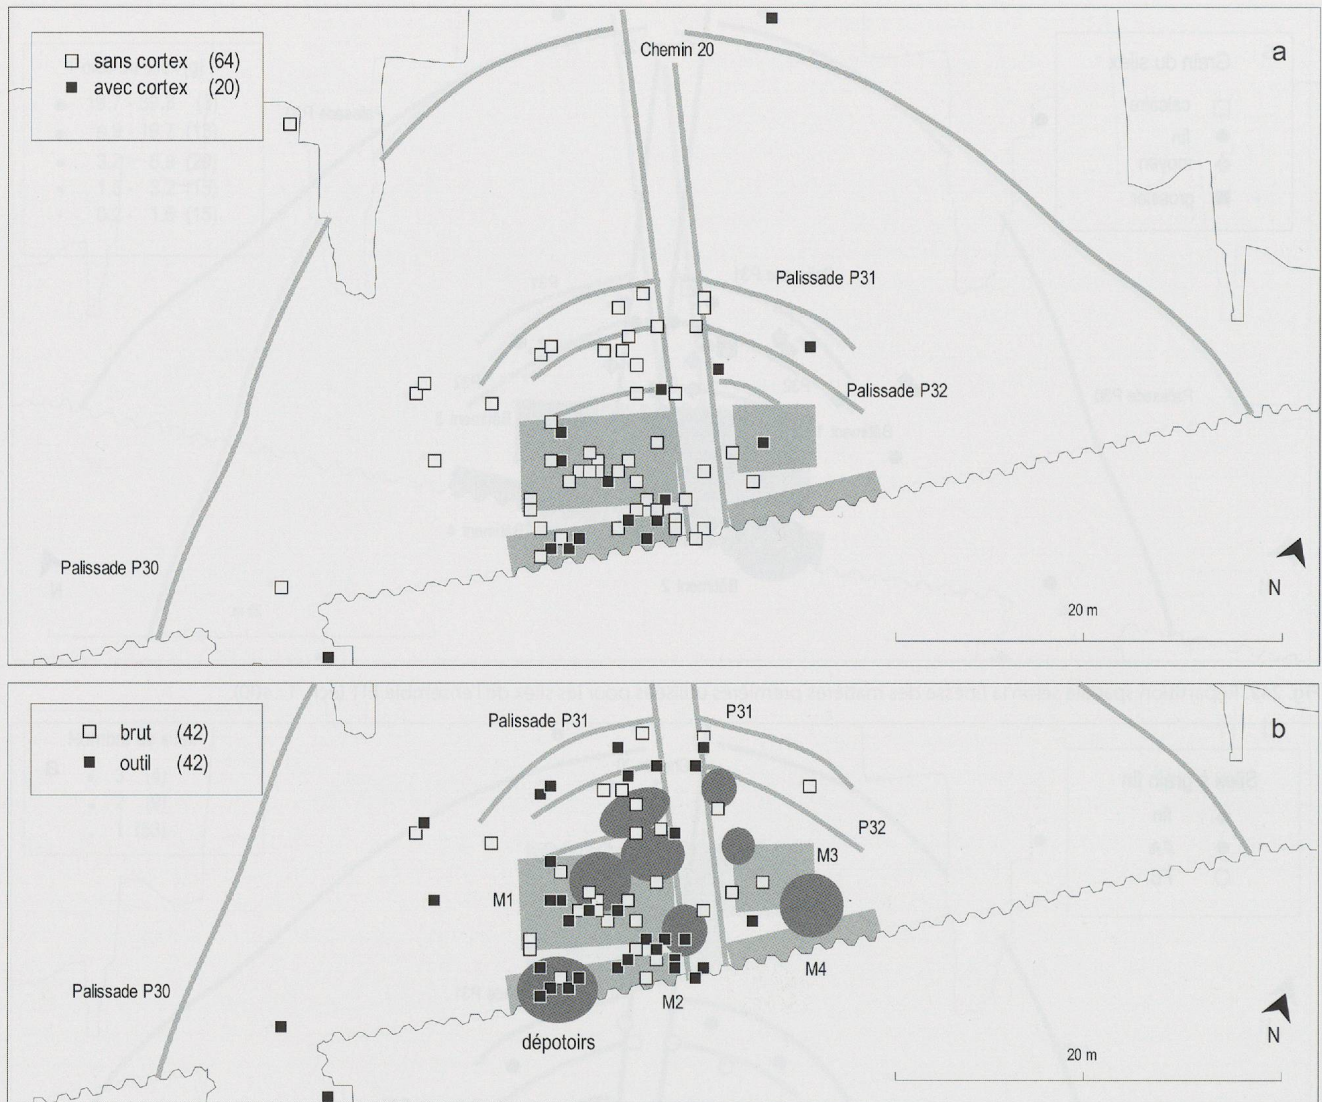 a
sans cortex (64)
avec cortex (20)
Chemin 20
Palissade P31
Palissade P32
Palissade P30
N
20 m
b
brut (42)
outil (42)
Palissade P31
P31
P32
M3
M1
M4
M2
Palissade P30
dépotoirs
N
20 m